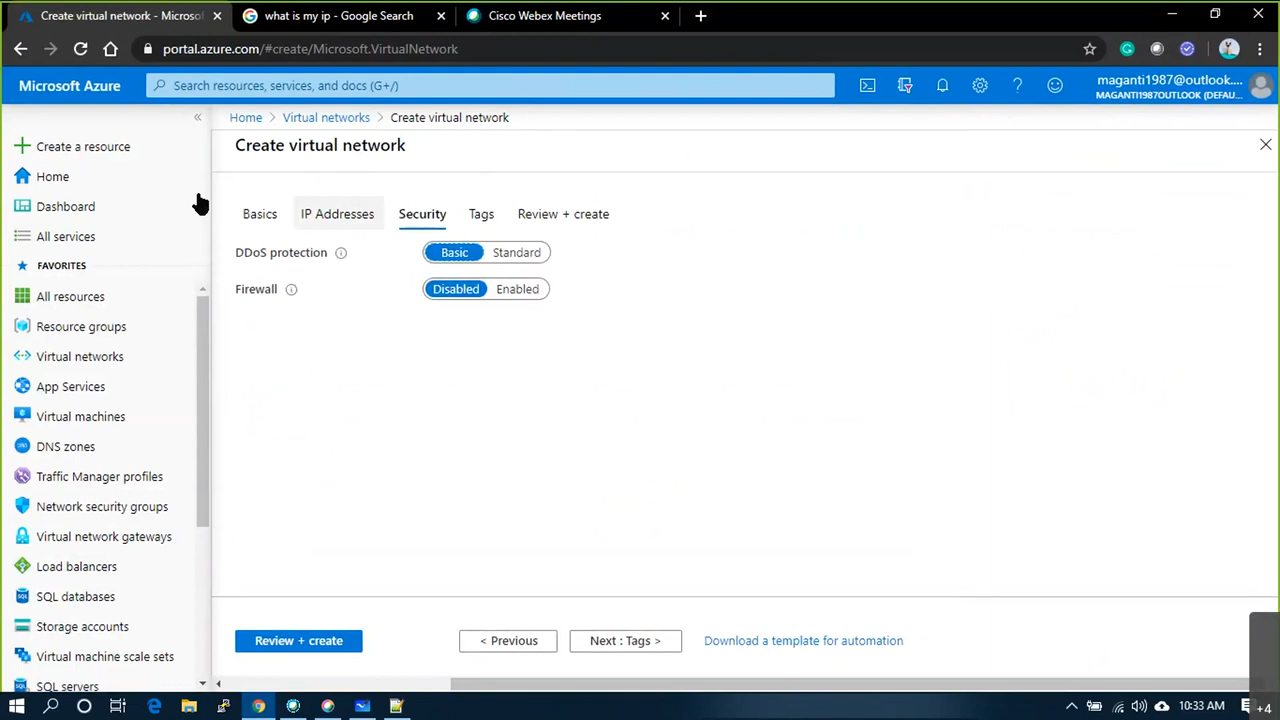 Create virtual network - Microso
what is my ip - Google Search
Cisco Webex Meetings
portal.azure.com/#create/Microsoft.VirtualNetwork
Microsoft Azure
Search resources, services, and docs (G+/)
maganti1987@outlook....
MAGANTI1987OUTLOOK (DEFAU...
Home > Virtual networks > Create virtual network
Create virtual network
Create a resource
Home
Dashboard
All services
FAVORITES
All resources
Resource groups
Virtual networks
App Services
Virtual machines
DNS zones
Traffic Manager profiles
Network security groups
Virtual network gateways
Load balancers
SQL databases
Storage accounts
Virtual machine scale sets
SQL servers
Basics IP Addresses Security Tags Review + create
DDoS protection Basic Standard
Firewall Disabled Enabled
Review + create < Previous Next : Tags > Download a template for automation
10:33 AM
+4